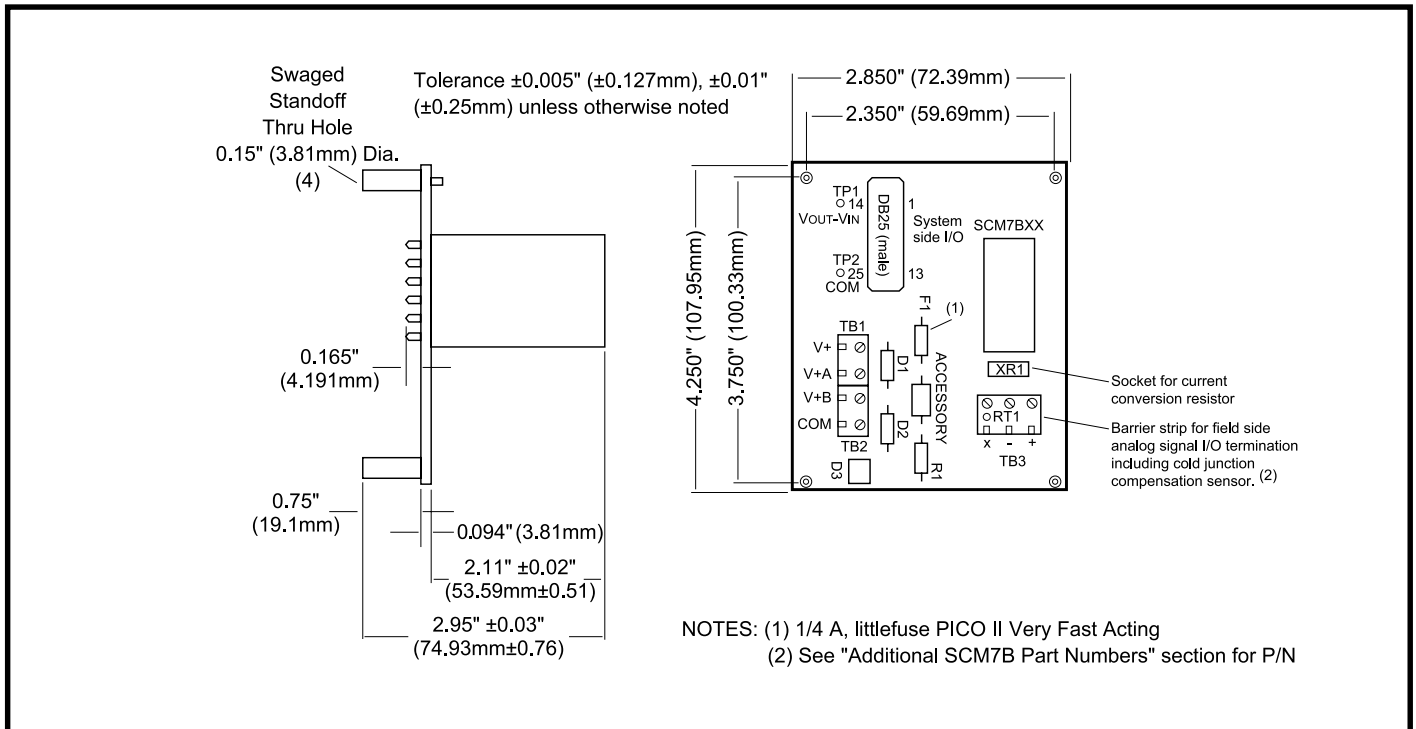 Swaged
Standoff
Thru Hole
0.15" (3.81mm) Dia.
(4)
Tolerance ±0.005" (±0.127mm), ±0.01"
(±0.25mm) unless otherwise noted
0.165"
(4.191mm)
0.75"
(19.1mm)
0.094" (3.81mm)
2.11" ±0.02"
(53.59mm±0.51)
2.95" ±0.03"
(74.93mm±0.76)
2.850" (72.39mm)
2.350" (59.69mm)
4.250" (107.95mm)
3.750" (100.33mm)
TP1
14
VOUT-VIN
TP2
25
COM
DB25 (male)
1
System
side I/O
13
SCM7BXX
F1
(1)
TB1
V+
V+A
V+B
COM
TB2
D1
D2
D3
ACCESSORY
R1
XR1
RT1
x - +
TB3
Socket for current
conversion resistor
Barrier strip for field side
analog signal I/O termination
including cold junction
compensation sensor. (2)
NOTES: (1) 1/4 A, littlefuse PICO II Very Fast Acting
(2) See "Additional SCM7B Part Numbers" section for P/N